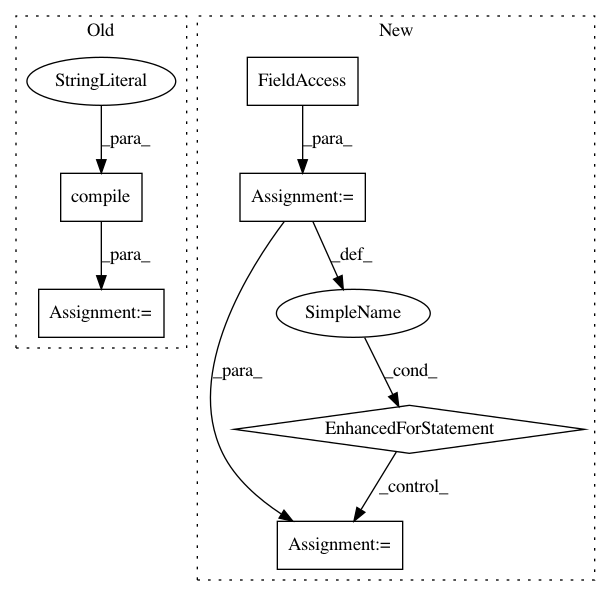 Old
New
StringLiteral
FieldAccess
_para_
_para_
compile
Assignment:=
_para_
_def_
Assignment:=
SimpleName
_para_
_cond_
EnhancedForStatement
_control_
Assignment:=